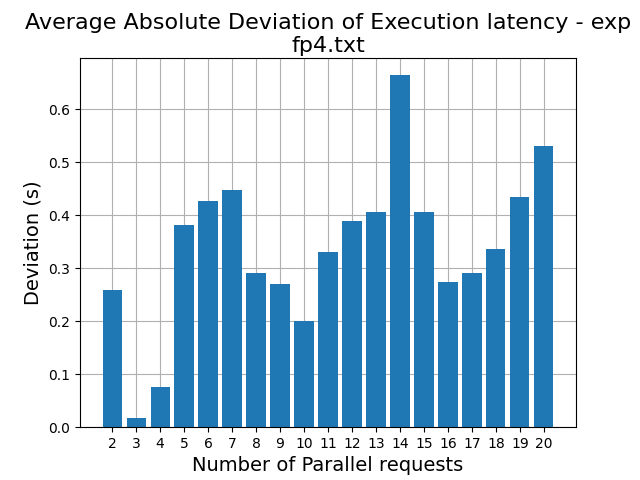 Average Absolute Deviation of Execution latency - exp
fp4.txt
Deviation (s)
0.6
0.5
0.4
0.3
0.2
0.1
0.0
2 3 4 5 6 7 8 9 10 11 12 13 14 15 16 17 18 19 20
Number of Parallel requests